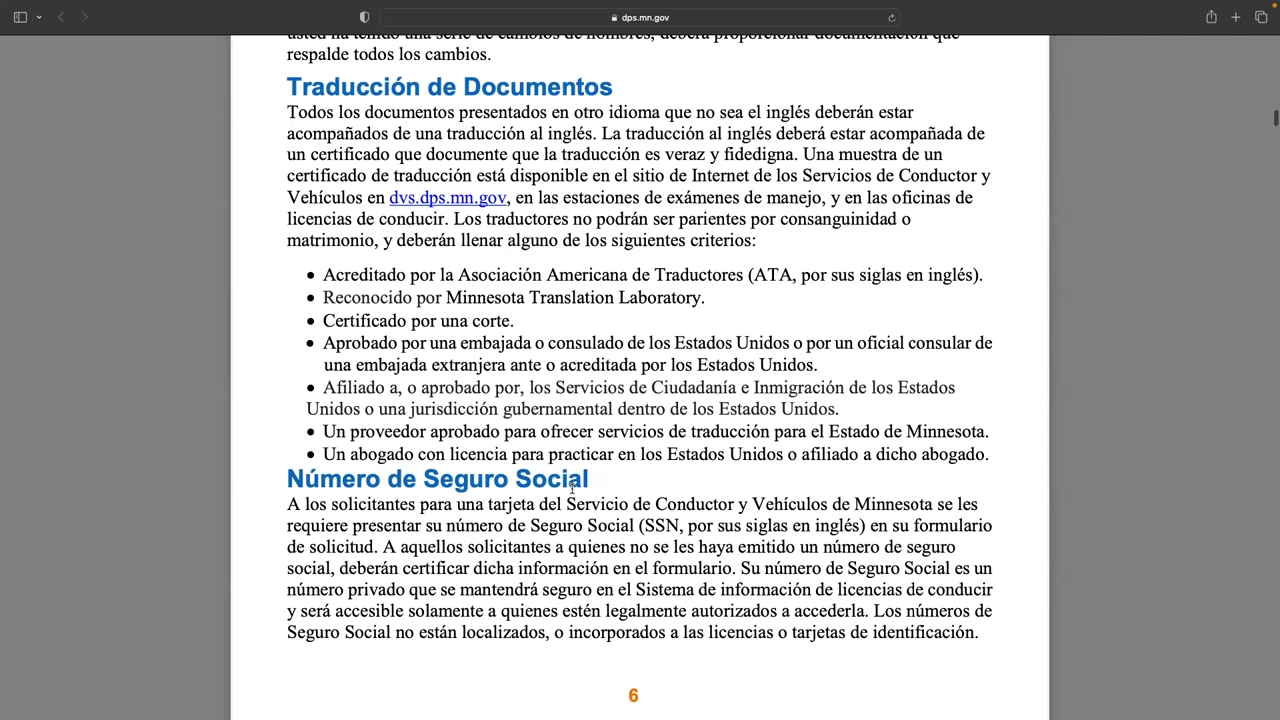 dps.mn.gov
usted ha tenido una serie de cambios de nombres, deberá proporcionar documentación que
respalde todos los cambios.
Traducción de Documentos
Todos los documentos presentados en otro idioma que no sea el inglés deberán estar
acompañados de una traducción al inglés. La traducción al inglés deberá estar acompañada de
un certificado que documente que la traducción es veraz y fidedigna. Una muestra de un
certificado de traducción está disponible en el sitio de Internet de los Servicios de Conductor y
Vehículos en dvs.dps.mn.gov, en las estaciones de exámenes de manejo, y en las oficinas de
licencias de conducir. Los traductores no podrán ser parientes por consanguinidad o
matrimonio, y deberán llenar alguno de los siguientes criterios:
• Acreditado por la Asociación Americana de Traductores (ATA, por sus siglas en inglés).
• Reconocido por Minnesota Translation Laboratory.
• Certificado por una corte.
• Aprobado por una embajada o consulado de los Estados Unidos o por un oficial consular de
una embajada extranjera ante o acreditada por los Estados Unidos.
• Afiliado a, o aprobado por, los Servicios de Ciudadanía e Inmigración de los Estados
Unidos o una jurisdicción gubernamental dentro de los Estados Unidos.
• Un proveedor aprobado para ofrecer servicios de traducción para el Estado de Minnesota.
• Un abogado con licencia para practicar en los Estados Unidos o afiliado a dicho abogado.
Número de Seguro Social
A los solicitantes para una tarjeta del Servicio de Conductor y Vehículos de Minnesota se les
requiere presentar su número de Seguro Social (SSN, por sus siglas en inglés) en su formulario
de solicitud. A aquellos solicitantes a quienes no se les haya emitido un número de seguro
social, deberán certificar dicha información en el formulario. Su número de Seguro Social es un
número privado que se mantendrá seguro en el Sistema de información de licencias de conducir
y será accesible solamente a quienes estén legalmente autorizados a accederla. Los números de
Seguro Social no están localizados, o incorporados a las licencias o tarjetas de identificación.
6